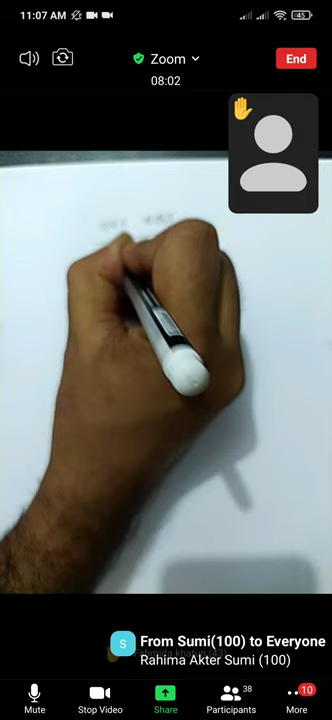 11:07 AM
45
Zoom
End
08:02
S From Sumi(100) to Everyone
Rahima Akter Sumi (100)
38
10
Mute Stop Video Share Participants More